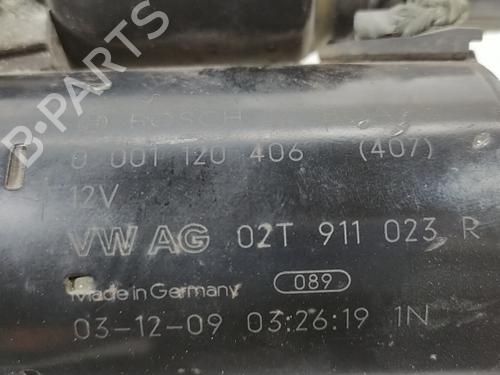 BOSCH
0 001 120 406 (407)
12V
VW AG 02T 911 023 R
Made in Germany 089
03-12-09 03:26:19 1N
B-Parts